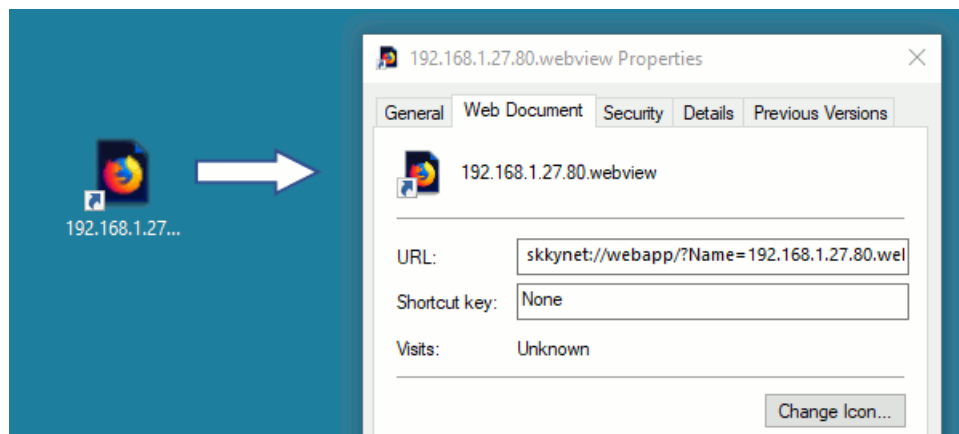 192.168.1.27.80.webview Properties
General Web Document Security Details Previous Versions
192.168.1.27...
192.168.1.27.80.webview
URL: skkynet://webapp/?Name=192.168.1.27.80.wel
Shortcut key: None
Visits: Unknown
Change Icon...